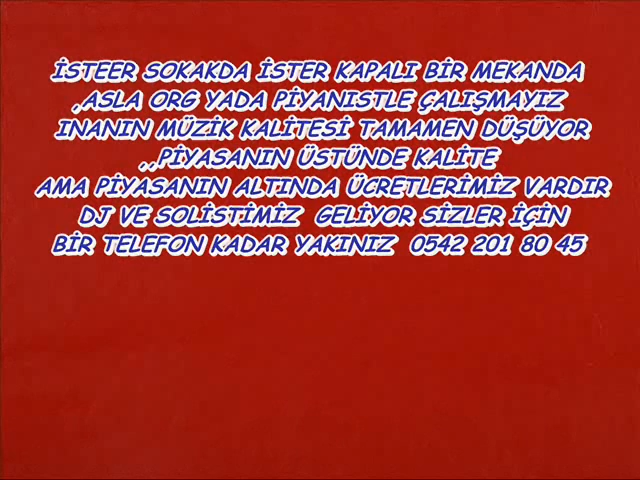 İSTEER SOKAKDA İSTER KAPALI BİR MEKANDA
,ASLA ORG YADA PİYANISTLE ÇALIŞMAYIZ
INANIN MÜZİK KALİTESİ TAMAMEN DÜŞÜYOR
,,PİYASANIN ÜSTÜNDE KALİTE
AMA PİYASANIN ALTINDA ÜCRETLERİMİZ VARDIR
DJ VE SOLİSTİMİZ GELİYOR SİZLER İÇİN
BİR TELEFON KADAR YAKINIZ 0542 201 80 45